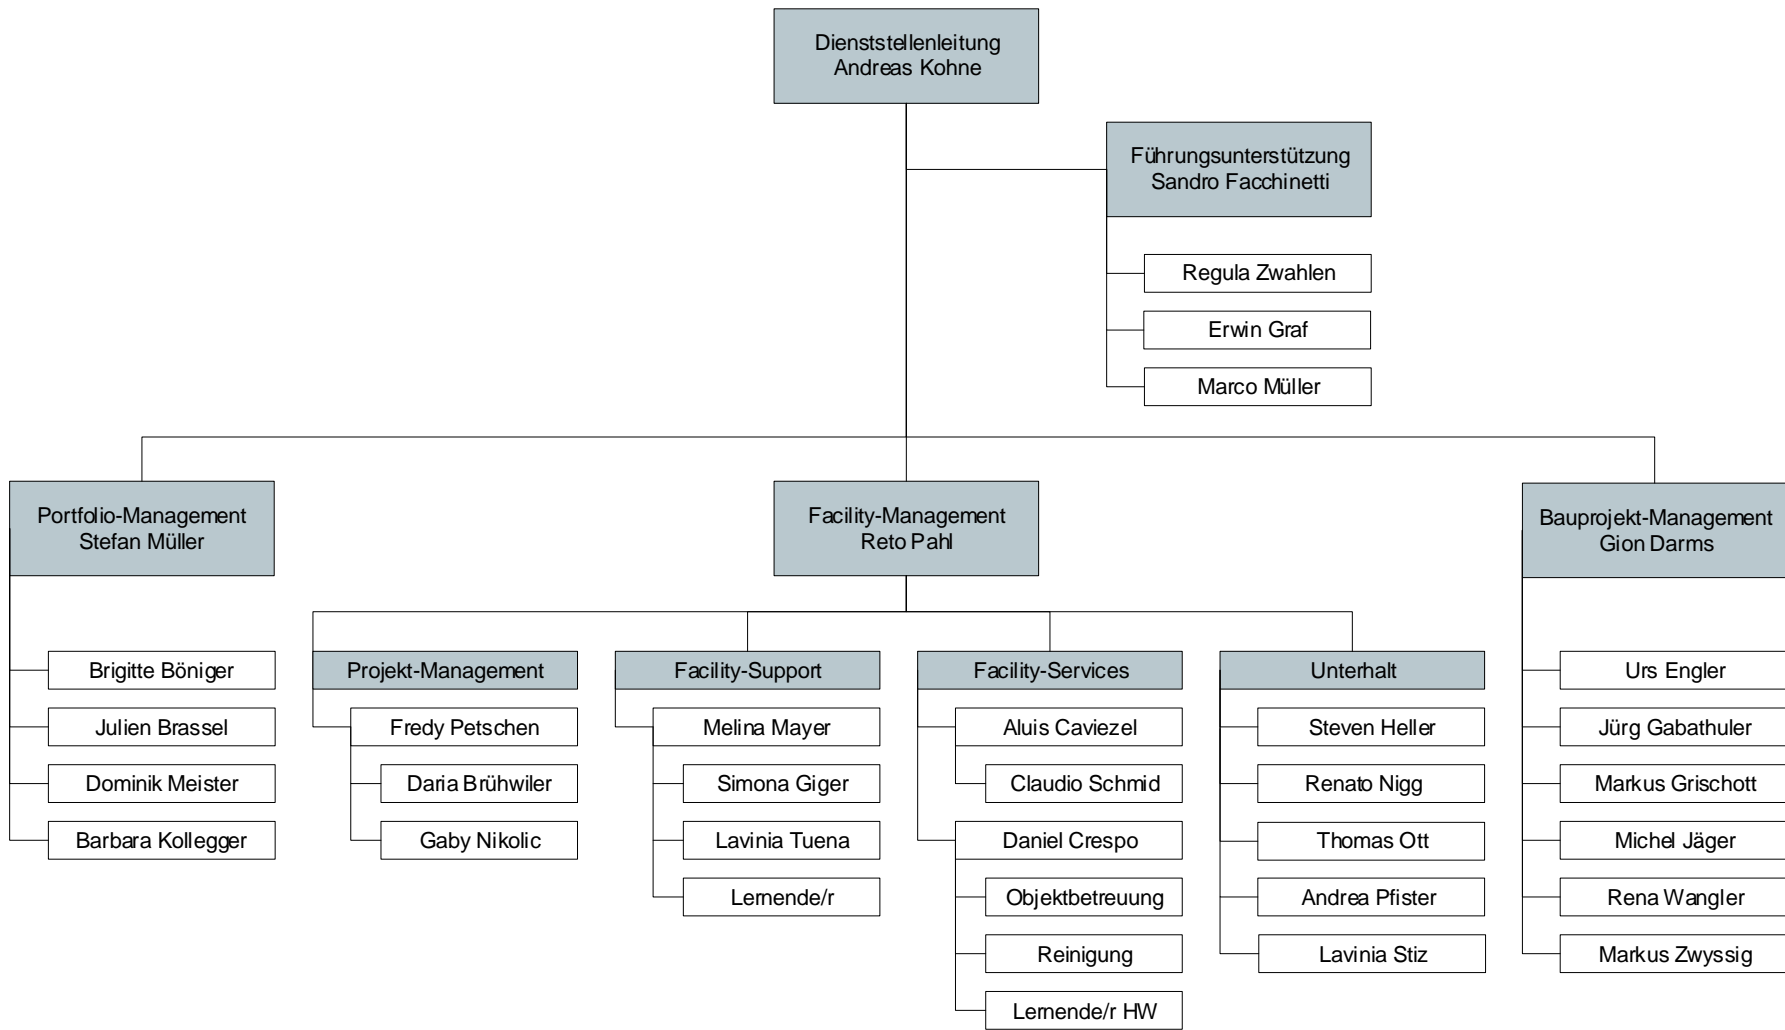 Dienststellenleitung
Andreas Kohne
Führungsunterstützung
Sandro Facchinetti
Regula Zwahlen
Erwin Graf
Marco Müller
Portfolio-Management
Stefan Müller
Brigitte Böniger
Julien Brassel
Dominik Meister
Barbara Kollegger
Facility-Management
Reto Pahl
Projekt-Management
Fredy Petschen
Daria Brühwiler
Gaby Nikolic
Facility-Support
Melina Mayer
Simona Giger
Lavinia Tuena
Lernende/r
Facility-Services
Aluis Caviezel
Claudio Schmid
Daniel Crespo
Objektbetreuung
Reinigung
Lernende/r HW
Unterhalt
Steven Heller
Renato Nigg
Thomas Ott
Andrea Pfister
Lavinia Stiz
Bauprojekt-Management
Gion Darms
Urs Engler
Jürg Gabathuler
Markus Grischott
Michel Jäger
Rena Wangler
Markus Zwyssig